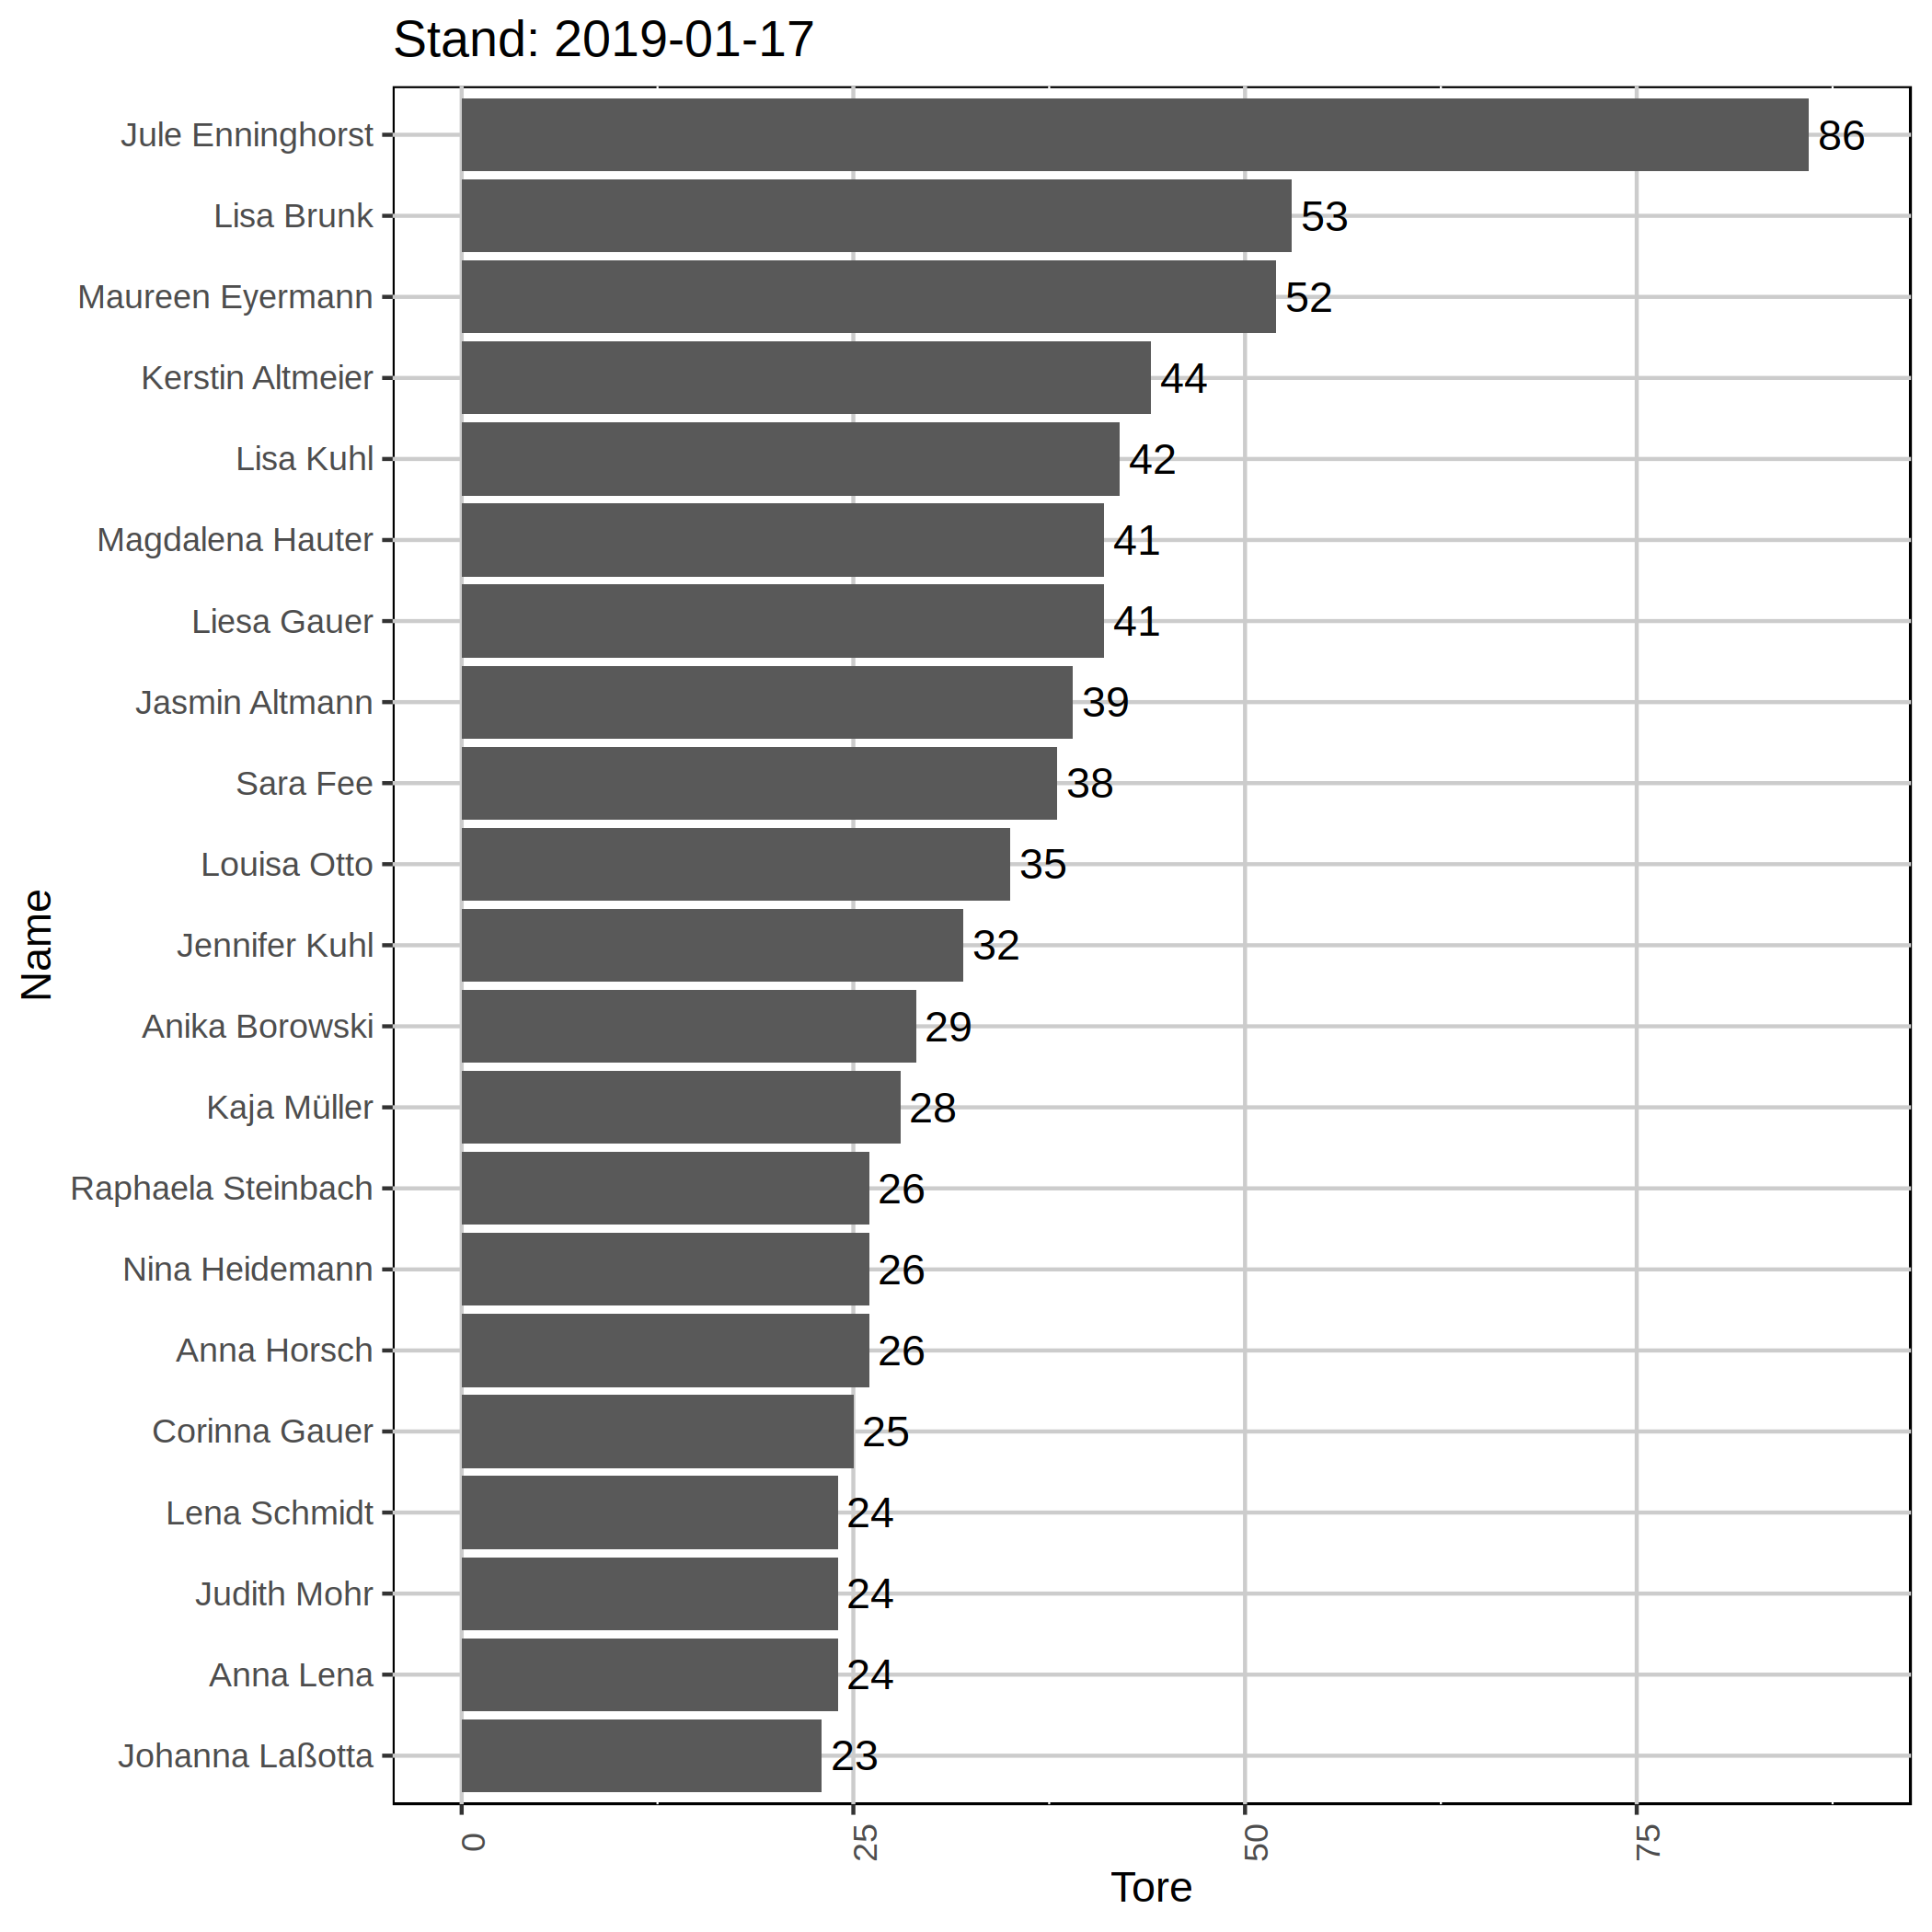 Stand: 2019-01-17
Name
Jule Enninghorst 86
Lisa Brunk 53
Maureen Eyermann 52
Kerstin Altmeier 44
Lisa Kuhl 42
Magdalena Hauter 41
Liesa Gauer 41
Jasmin Altmann 39
Sara Fee 38
Louisa Otto 35
Jennifer Kuhl 32
Anika Borowski 29
Kaja Müller 28
Raphaela Steinbach 26
Nina Heidemann 26
Anna Horsch 26
Corinna Gauer 25
Lena Schmidt 24
Judith Mohr 24
Anna Lena 24
Johanna Laßotta 23
0 25 50 75
Tore